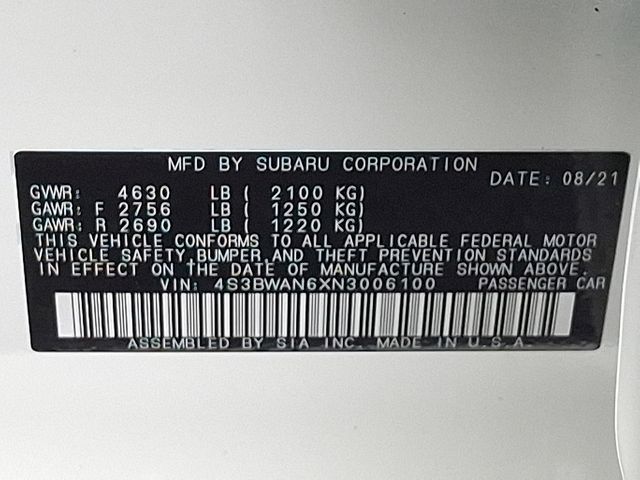 MFD BY SUBARU CORPORATION
DATE: 08/21
GVWR: 4630 LB ( 2100 KG)
GAWR: F 2756 LB ( 1250 KG)
GAWR: R 2690 LB ( 1220 KG)
THIS VEHICLE CONFORMS TO ALL APPLICABLE FEDERAL MOTOR
VEHICLE SAFETY,BUMPER, AND THEFT PREVENTION STANDARDS
IN EFFECT ON THE DATE OF MANUFACTURE SHOWN ABOVE.
VIN: 4S3BWAN6XN3006100 PASSENGER CAR
ASSEMBLED BY SIA INC. MADE IN U.S.A.